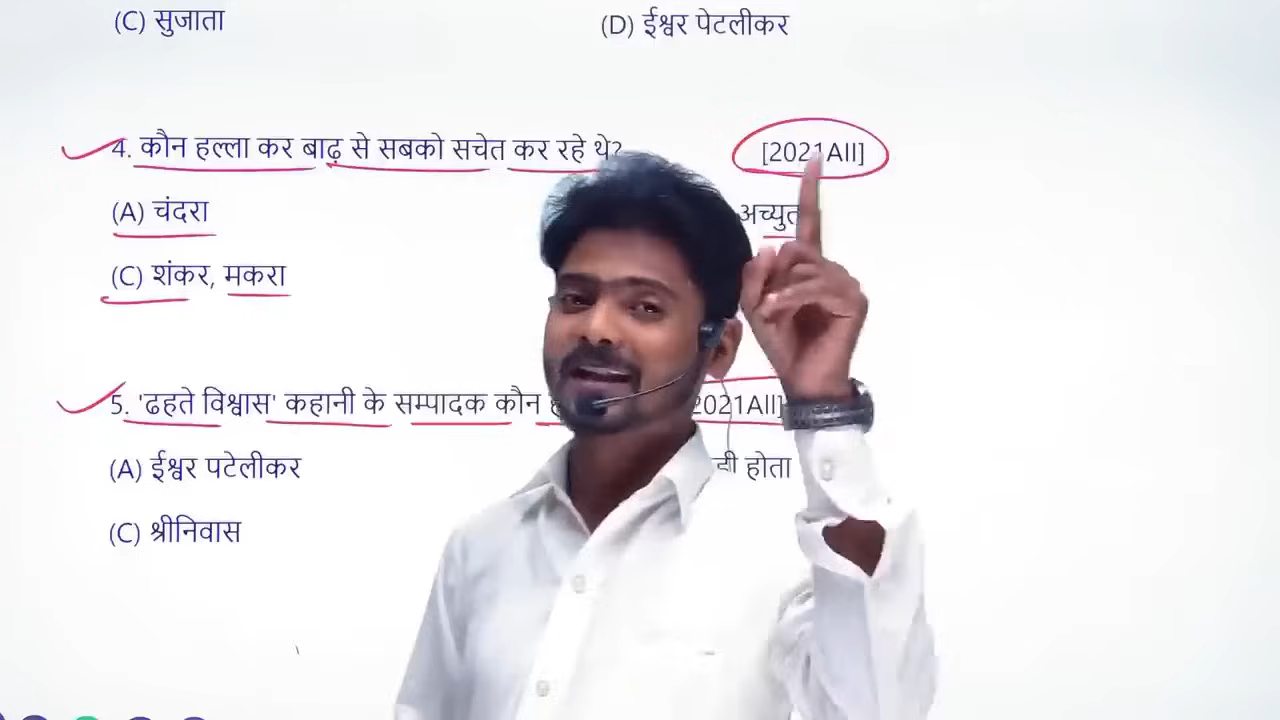 (C) सुजाता (D) ईश्वर पेटलीकर
4. कौन हल्ला कर बाढ़ से सबको सचेत कर रहे थे? [2021AII]
(A) चंदरा अच्युत
(C) शंकर, मकरा
5. 'ढहते विश्वास' कहानी के सम्पादक कौन 2021AII]
(A) ईश्वर पटेलीकर होता
(C) श्रीनिवास